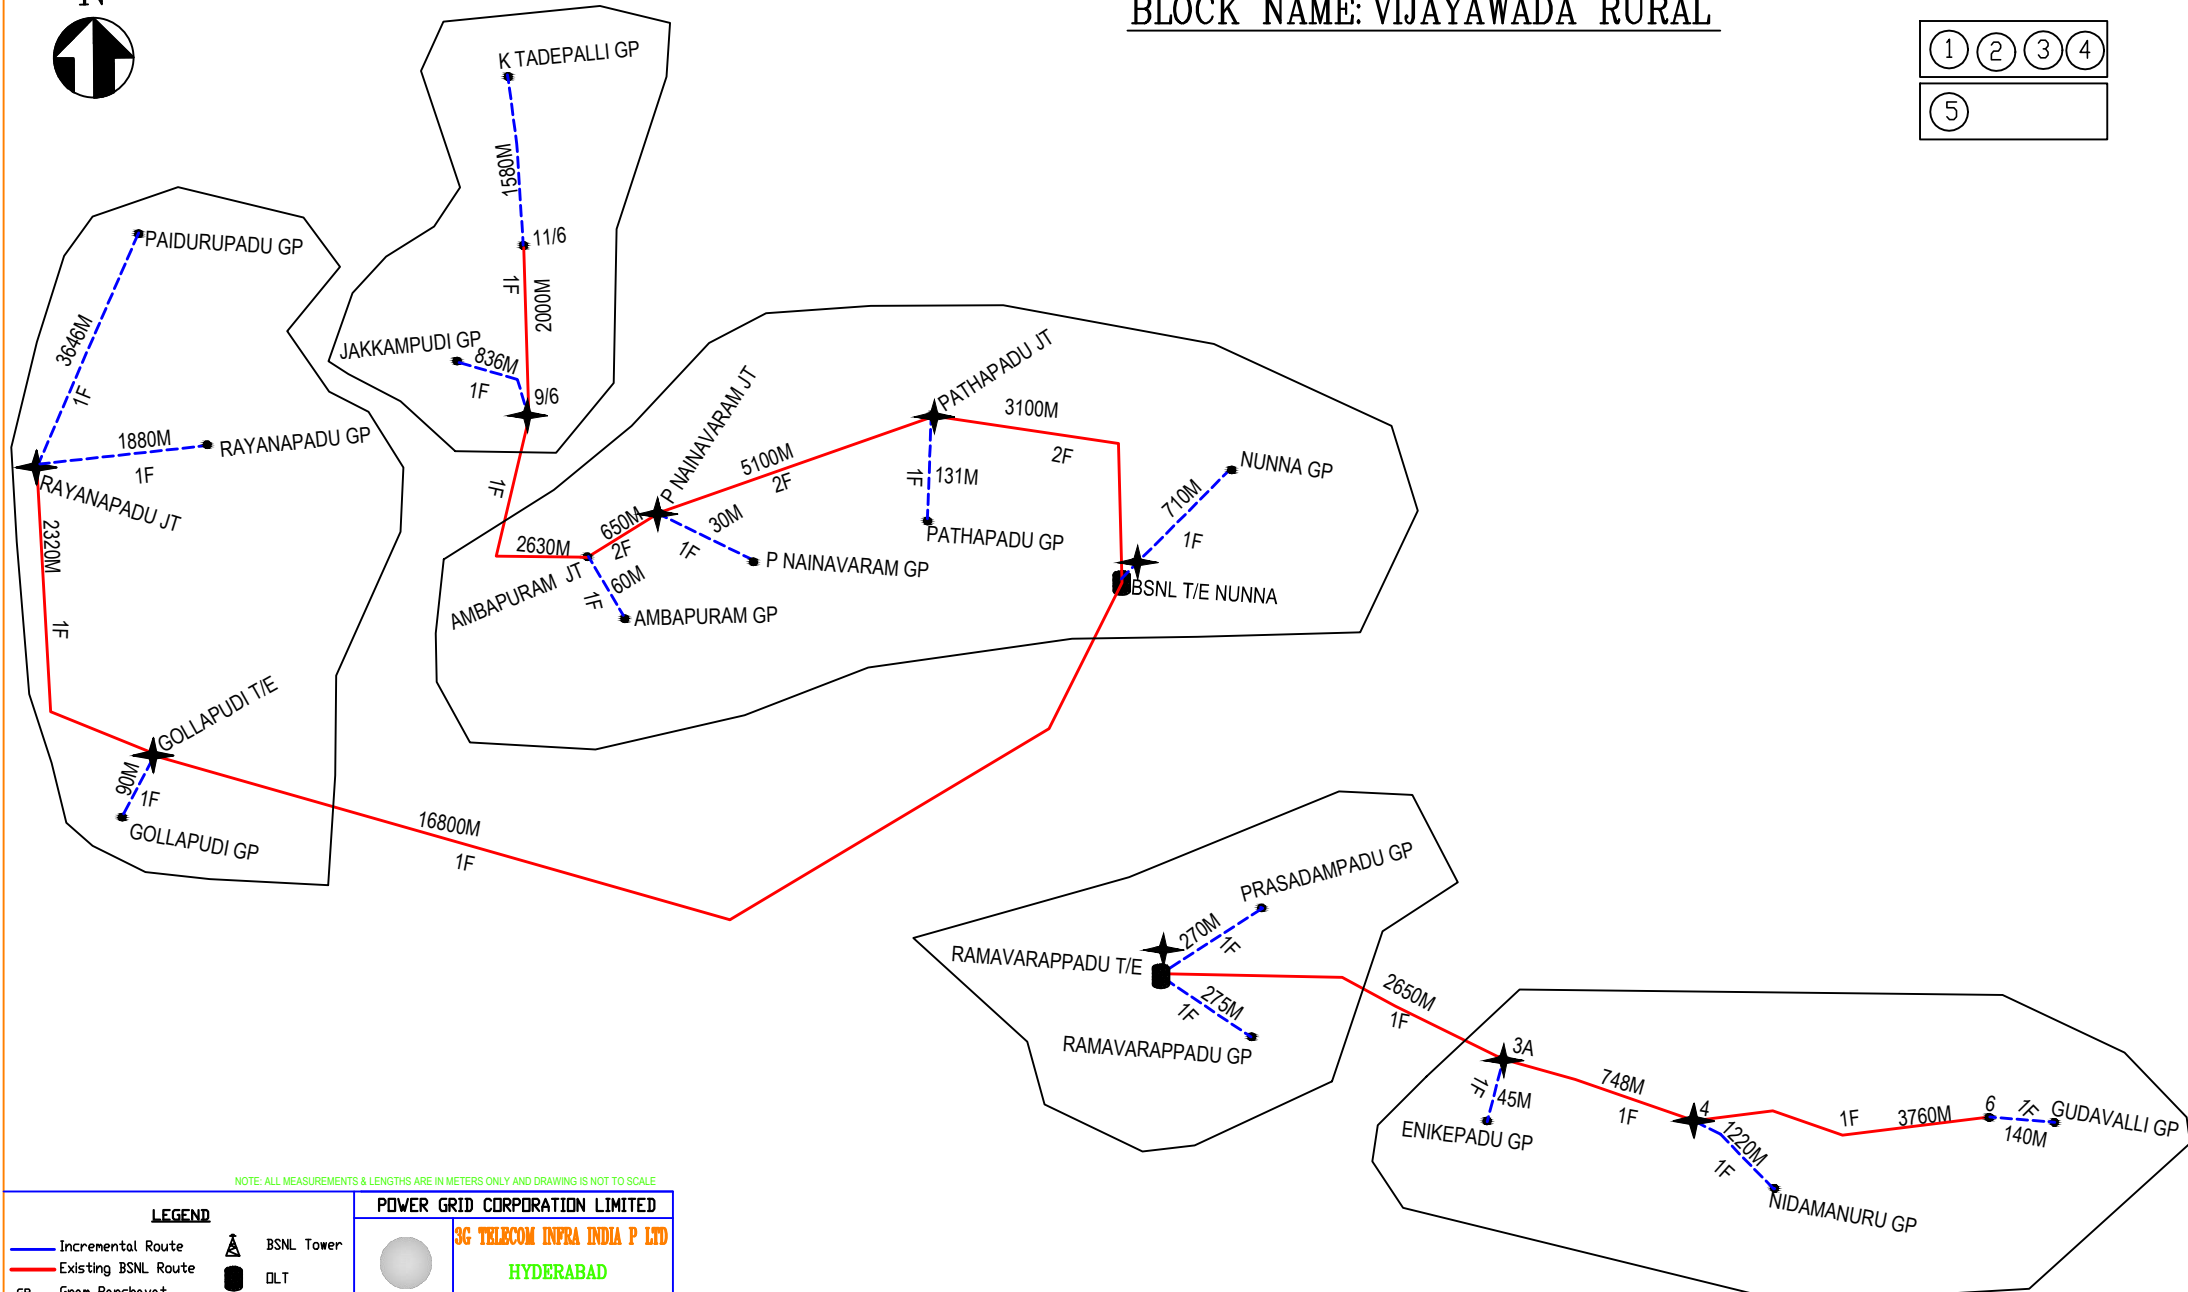 N
BLOCK NAME: VIJAYAWADA RURAL
1 2 3 4
5
K TADEPALLI GP
1580M
11/6
1F
2000M
JAKKAMPUDI GP
836M
1F
9/6
1F
PAIDURUPADU GP
3646M
1F
1880M
1F
RAYANAPADU GP
RAYANAPADU JT
2320M
1F
GOLLAPUDI T/E
90M
1F
GOLLAPUDI GP
16800M
1F
2630M
AMBAPURAM JT
650M
2F
60M
1F
AMBAPURAM GP
P NAINAVARAM JT
30M
1F
P NAINAVARAM GP
5100M
2F
PATHAPADU JT
1F
131M
PATHAPADU GP
3100M
2F
NUNNA GP
710M
1F
BSNL T/E NUNNA
PRASADAMPADU GP
270M
1F
RAMAVARAPPADU T/E
275M
1F
RAMAVARAPPADU GP
2650M
1F
3A
1F
45M
ENIKEPADU GP
748M
1F
4
1220M
1F
NIDAMANURU GP
1F
3760M
6
1F
140M
GUDAVALLI GP
NOTE: ALL MEASUREMENTS & LENGTHS ARE IN METERS ONLY AND DRAWING IS NOT TO SCALE
LEGEND
Incremental Route
BSNL Tower
Existing BSNL Route
OLT
GP
Gram Panchayat
POWER GRID CORPORATION LIMITED
3G TELECOM INFRA INDIA P LTD
HYDERABAD